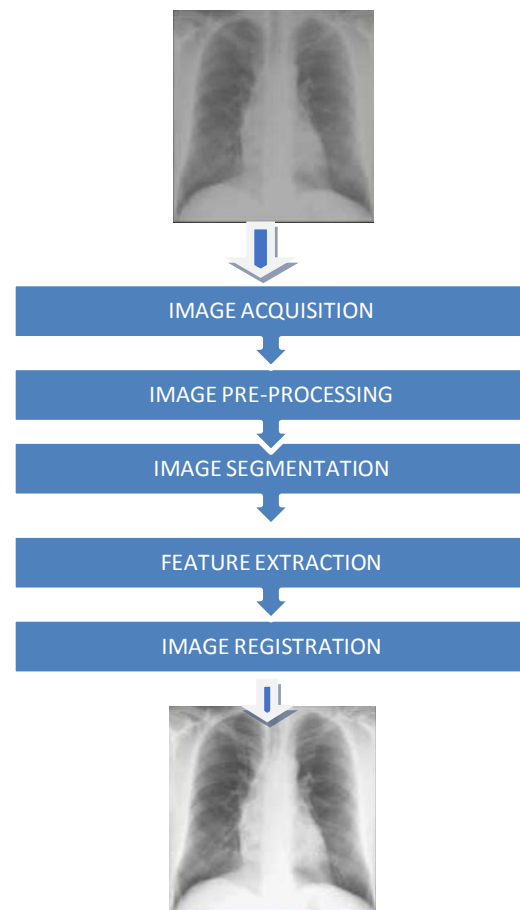 IMAGE ACQUISITION
IMAGE PRE-PROCESSING
IMAGE SEGMENTATION
FEATURE EXTRACTION
IMAGE REGISTRATION